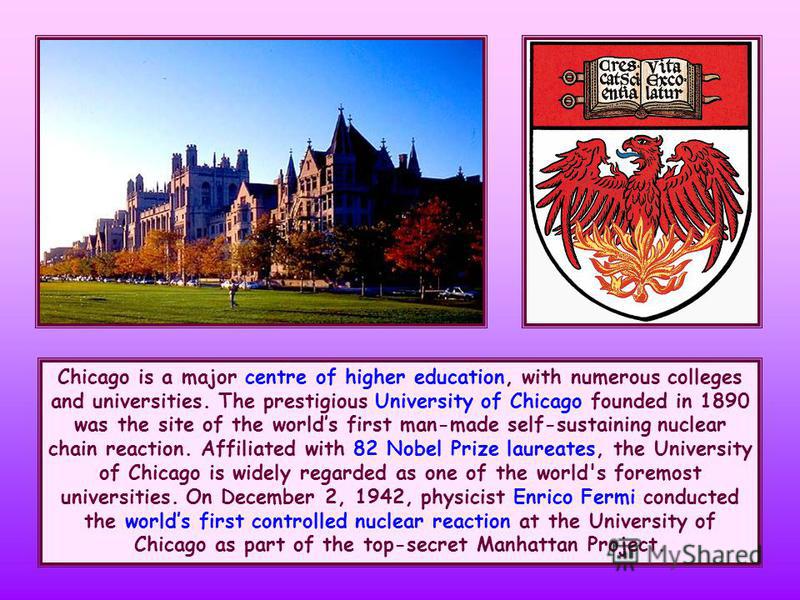 Cres Vita
cat Sci Exco
entia latur
Chicago is a major centre of higher education, with numerous colleges
and universities. The prestigious University of Chicago founded in 1890
was the site of the world’s first man-made self-sustaining nuclear
chain reaction. Affiliated with 82 Nobel Prize laureates, the University
of Chicago is widely regarded as one of the world's foremost
universities. On December 2, 1942, physicist Enrico Fermi conducted
the world’s first controlled nuclear reaction at the University of
Chicago as part of the top-secret Manhattan Project.
MyShared